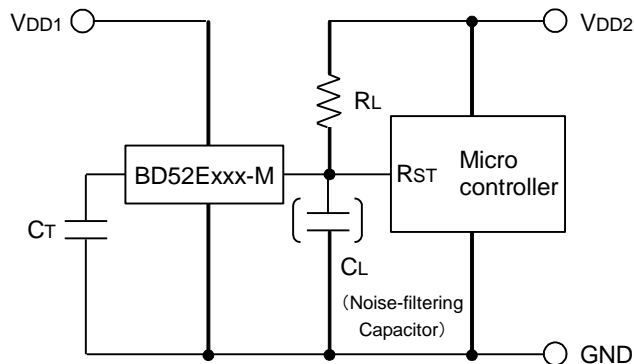 VDD1
VDD2
RL
BD52Exxx-M
RST
Micro
controller
CT
CL
（Noise-filtering
Capacitor）
GND